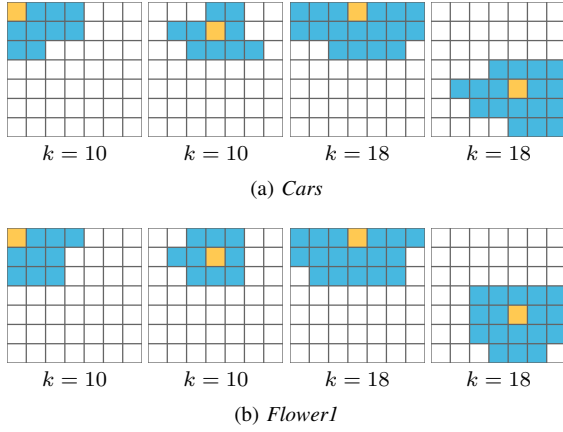 k = 10 k = 10 k = 18 k = 18
(a) Cars
k = 10 k = 10 k = 18 k = 18
(b) Flower1